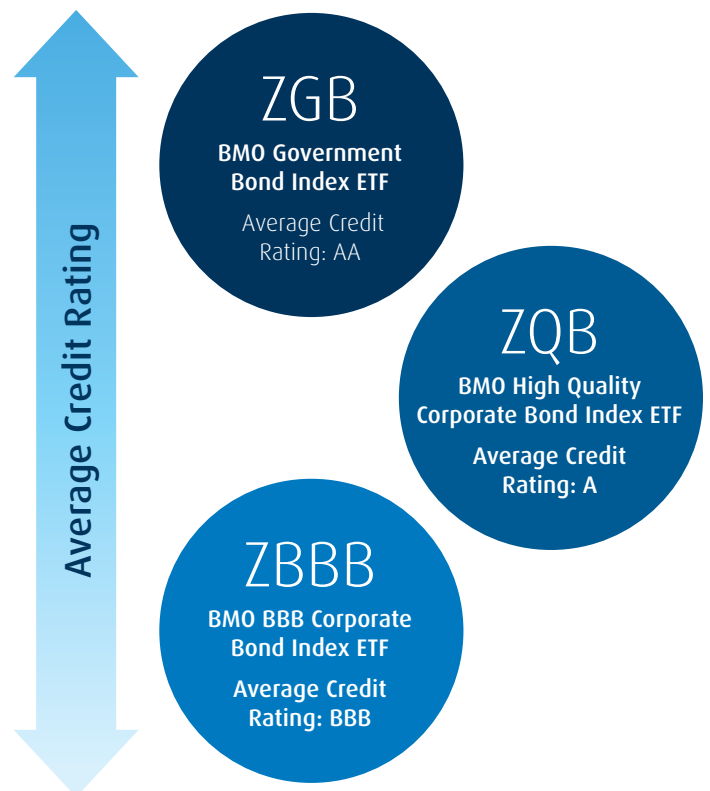 Average Credit Rating
ZGB
BMO Government
Bond Index ETF
Average Credit
Rating: AA
ZQB
BMO High Quality
Corporate Bond Index ETF
Average Credit
Rating: A
ZBBB
BMO BBB Corporate
Bond Index ETF
Average Credit
Rating: BBB